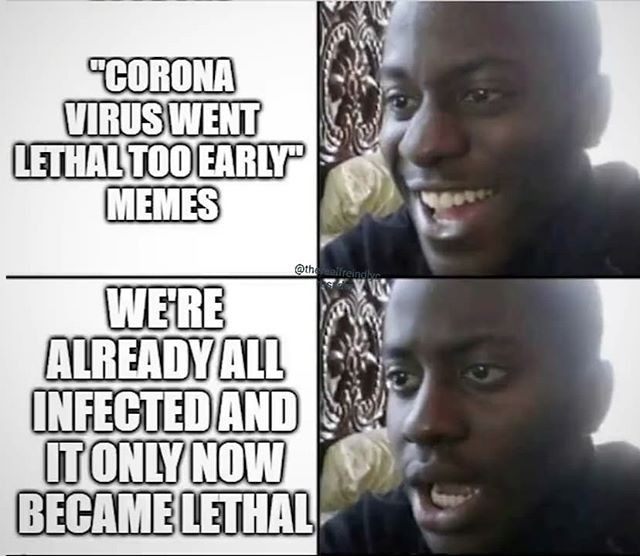 "CORONA
VIRUS WENT
LETHAL TOO EARLY"
MEMES
WE'RE
ALREADY ALL
INFECTED AND
IT ONLY NOW
BECAME LETHAL